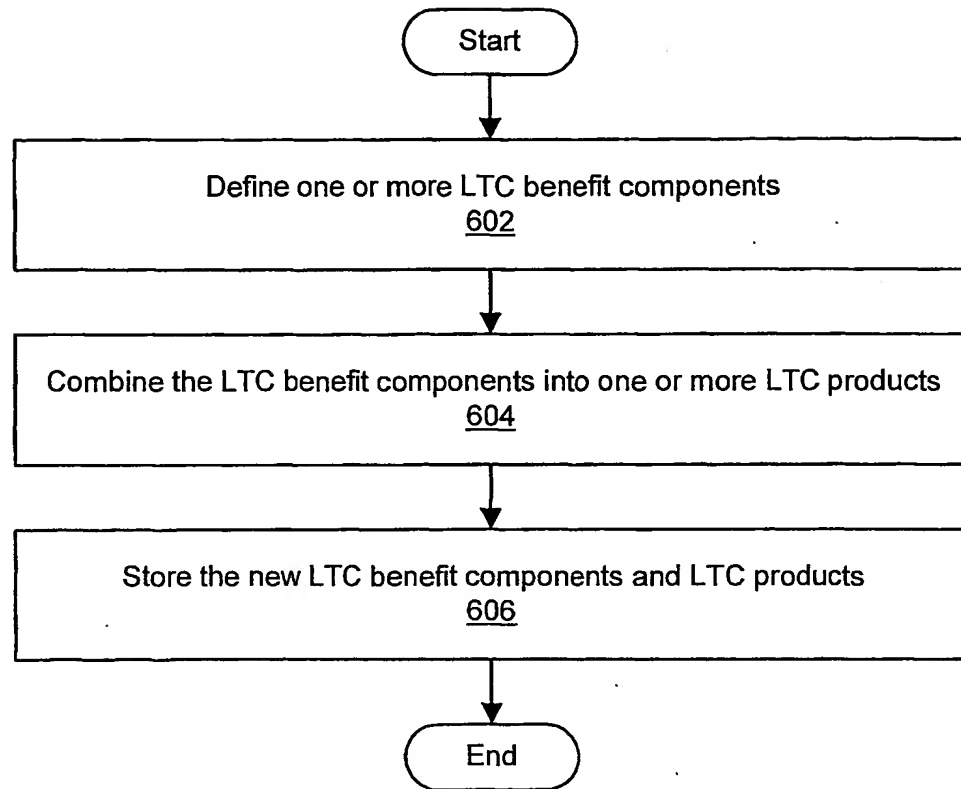 Start
Define one or more LTC benefit components
602
Combine the LTC benefit components into one or more LTC products
604
Store the new LTC benefit components and LTC products
606
End